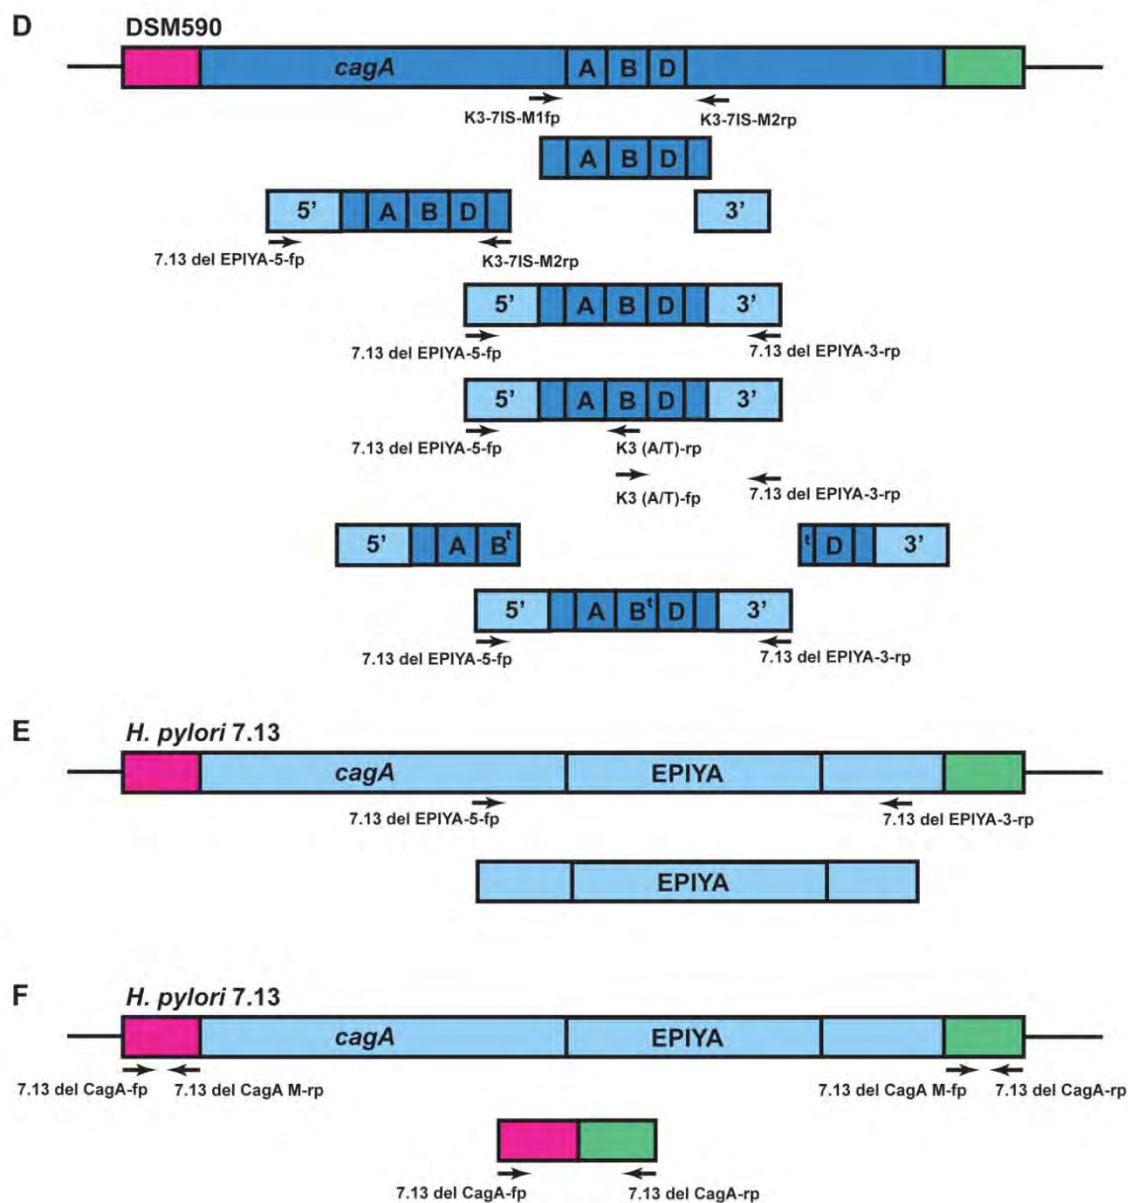 D
DSM590
cagA A B D
K3-7IS-M1fp K3-7IS-M2rp
A B D
5' A B D 3'
7.13 del EPIYA-5-fp K3-7IS-M2rp
5' A B D 3'
7.13 del EPIYA-5-fp 7.13 del EPIYA-3-rp
5' A B D 3'
7.13 del EPIYA-5-fp K3 (A/T)-rp
K3 (A/T)-fp 7.13 del EPIYA-3-rp
5' A Bᵗ ᵗ D 3'
5' A Bᵗ D 3'
7.13 del EPIYA-5-fp 7.13 del EPIYA-3-rp
E
H. pylori 7.13
cagA EPIYA
7.13 del EPIYA-5-fp 7.13 del EPIYA-3-rp
EPIYA
F
H. pylori 7.13
cagA EPIYA
7.13 del CagA-fp 7.13 del CagA M-rp 7.13 del CagA M-fp 7.13 del CagA-rp
7.13 del CagA-fp 7.13 del CagA-rp